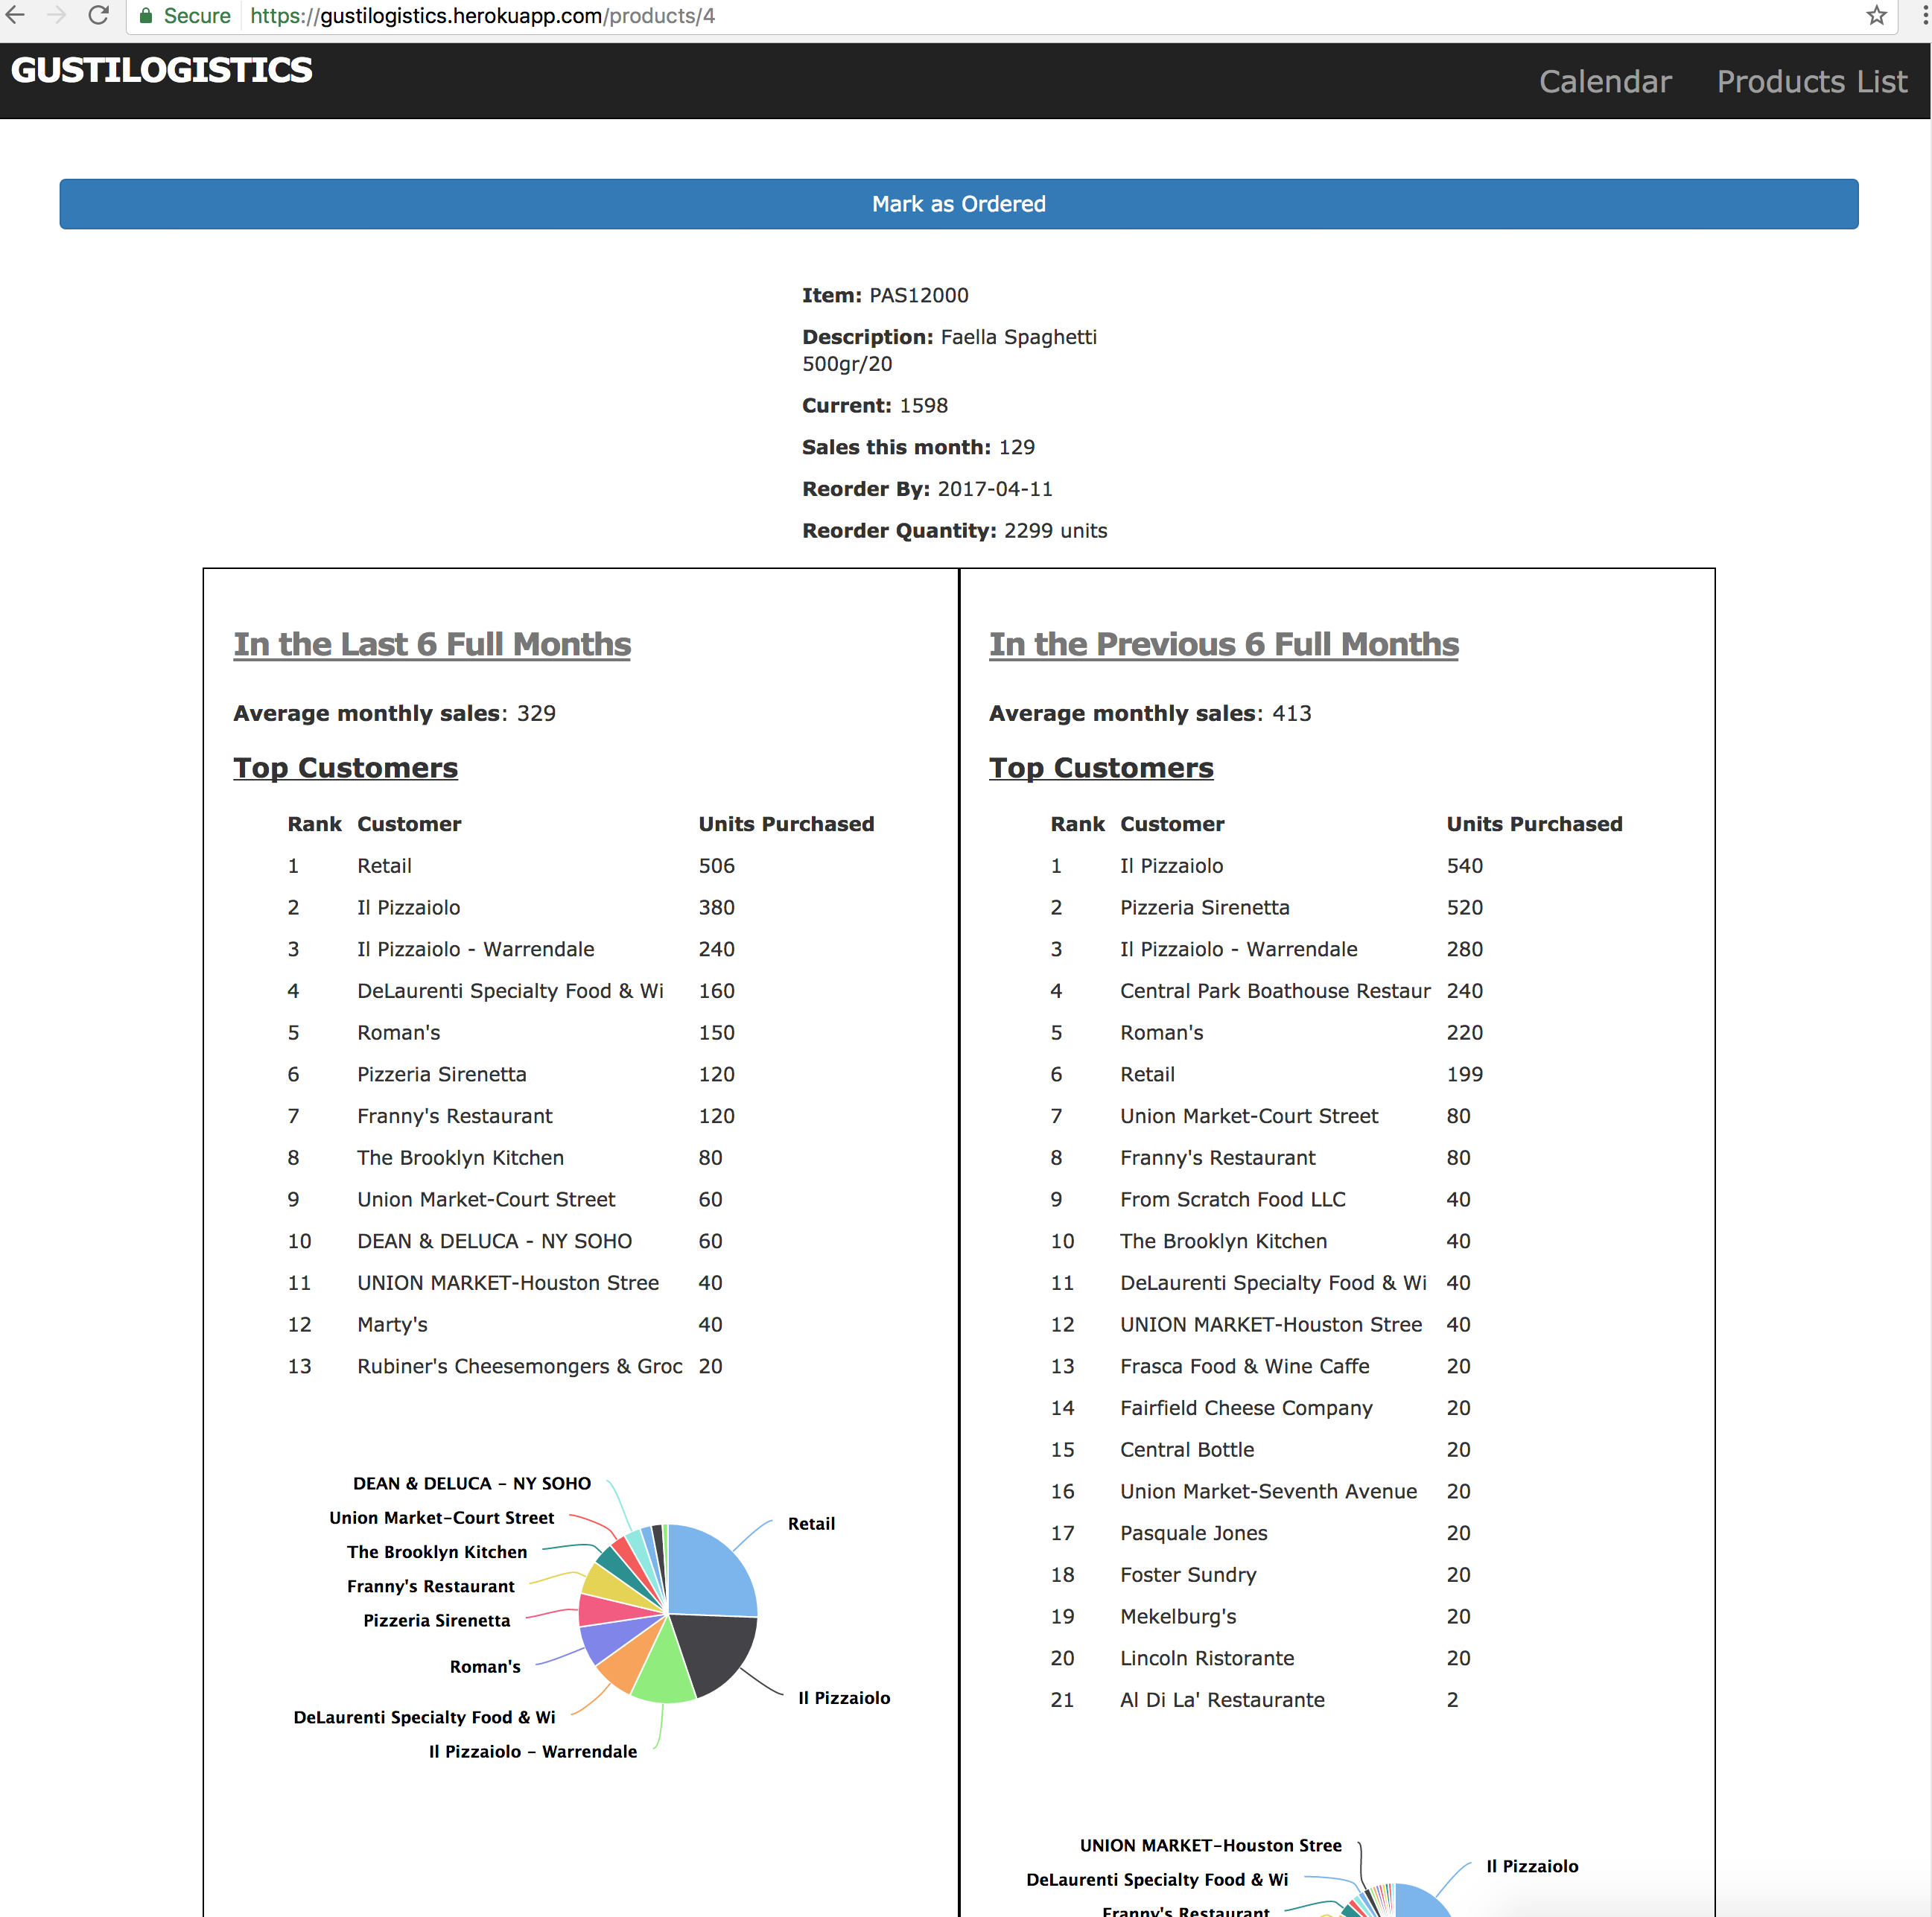 Secure https://gustilogistics.herokuapp.com/products/4
GUSTILOGISTICS
Calendar Products List
Mark as Ordered
Item: PAS12000
Description: Faella Spaghetti
500gr/20
Current: 1598
Sales this month: 129
Reorder By: 2017-04-11
Reorder Quantity: 2299 units
In the Last 6 Full Months
Average monthly sales: 329
Top Customers
Rank Customer Units Purchased
1 Retail 506
2 Il Pizzaiolo 380
3 Il Pizzaiolo - Warrendale 240
4 DeLaurenti Specialty Food & Wi 160
5 Roman's 150
6 Pizzeria Sirenetta 120
7 Franny's Restaurant 120
8 The Brooklyn Kitchen 80
9 Union Market-Court Street 60
10 DEAN & DELUCA - NY SOHO 60
11 UNION MARKET-Houston Stree 40
12 Marty's 40
13 Rubiner's Cheesemongers & Groc 20
DEAN & DELUCA - NY SOHO
Union Market-Court Street
Retail
The Brooklyn Kitchen
Franny's Restaurant
Pizzeria Sirenetta
Roman's
Il Pizzaiolo
DeLaurenti Specialty Food & Wi
Il Pizzaiolo - Warrendale
In the Previous 6 Full Months
Average monthly sales: 413
Top Customers
Rank Customer Units Purchased
1 Il Pizzaiolo 540
2 Pizzeria Sirenetta 520
3 Il Pizzaiolo - Warrendale 280
4 Central Park Boathouse Restaur 240
5 Roman's 220
6 Retail 199
7 Union Market-Court Street 80
8 Franny's Restaurant 80
9 From Scratch Food LLC 40
10 The Brooklyn Kitchen 40
11 DeLaurenti Specialty Food & Wi 40
12 UNION MARKET-Houston Stree 40
13 Frasca Food & Wine Caffe 20
14 Fairfield Cheese Company 20
15 Central Bottle 20
16 Union Market-Seventh Avenue 20
17 Pasquale Jones 20
18 Foster Sundry 20
19 Mekelburg's 20
20 Lincoln Ristorante 20
21 Al Di La' Restaurante 2
UNION MARKET-Houston Stree
Il Pizzaiolo
DeLaurenti Specialty Food & Wi
Franny's Restaurant